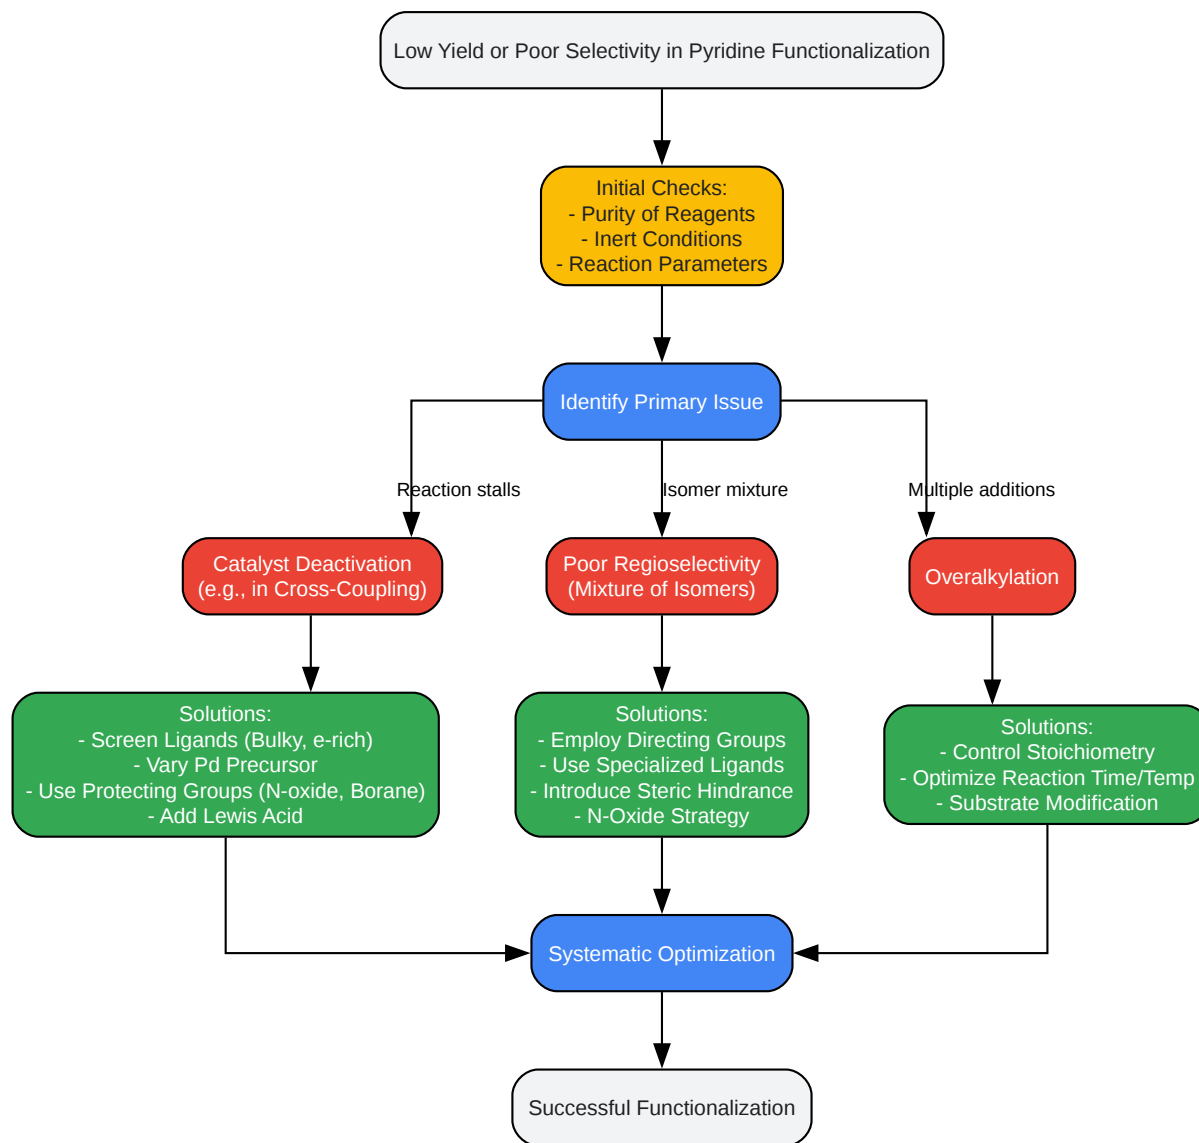 Low Yield or Poor Selectivity in Pyridine Functionalization
Initial Checks:
- Purity of Reagents
- Inert Conditions
- Reaction Parameters
Identify Primary Issue
Reaction stalls
Isomer mixture
Multiple additions
Catalyst Deactivation
(e.g., in Cross-Coupling)
Poor Regioselectivity
(Mixture of Isomers)
Overalkylation
Solutions:
- Screen Ligands (Bulky, e-rich)
- Vary Pd Precursor
- Use Protecting Groups (N-oxide, Borane)
- Add Lewis Acid
Solutions:
- Employ Directing Groups
- Use Specialized Ligands
- Introduce Steric Hindrance
- N-Oxide Strategy
Solutions:
- Control Stoichiometry
- Optimize Reaction Time/Temp
- Substrate Modification
Systematic Optimization
Successful Functionalization